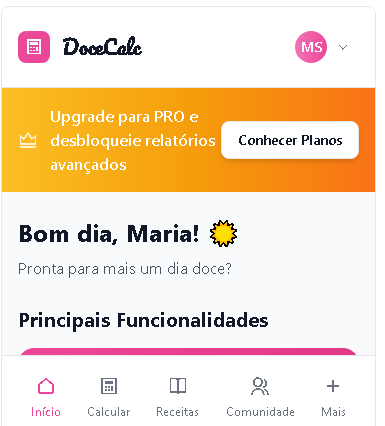 DoceCalc
MS
Upgrade para PRO e
desbloqueie relatórios
avançados
Conhecer Planos
Bom dia, Maria!
Pronta para mais um dia doce?
Principais Funcionalidades
Início
Calcular
Receitas
Comunidade
Mais